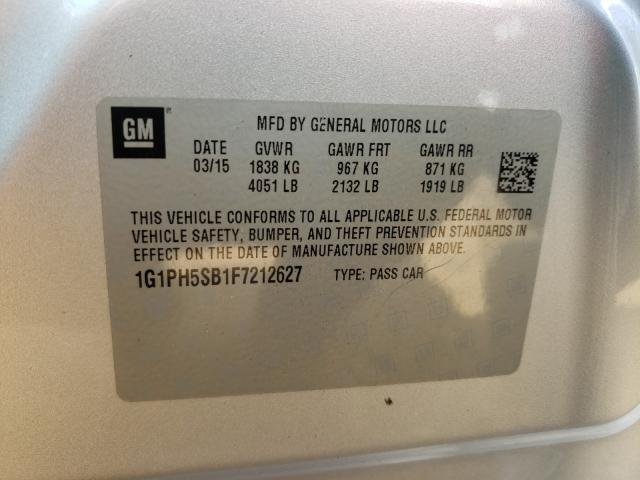 GM
MFD BY GENERAL MOTORS LLC
DATE GVWR GAWR FRT GAWR RR
03/15 1838 KG 967 KG 871 KG
4051 LB 2132 LB 1919 LB
THIS VEHICLE CONFORMS TO ALL APPLICABLE U.S. FEDERAL MOTOR
VEHICLE SAFETY, BUMPER, AND THEFT PREVENTION STANDARDS IN
EFFECT ON THE DATE OF MANUFACTURE SHOWN ABOVE.
1G1PH5SB1F7212627 TYPE: PASS CAR